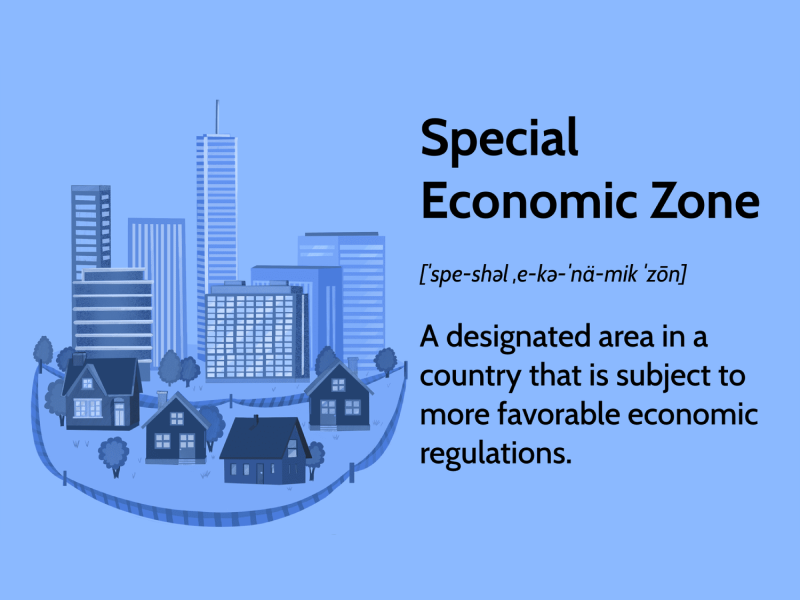 Special
Economic Zone
[ˈspe-shəl ˌe-kə-ˈnä-mik ˈzōn]
A designated area in a
country that is subject to
more favorable economic
regulations.